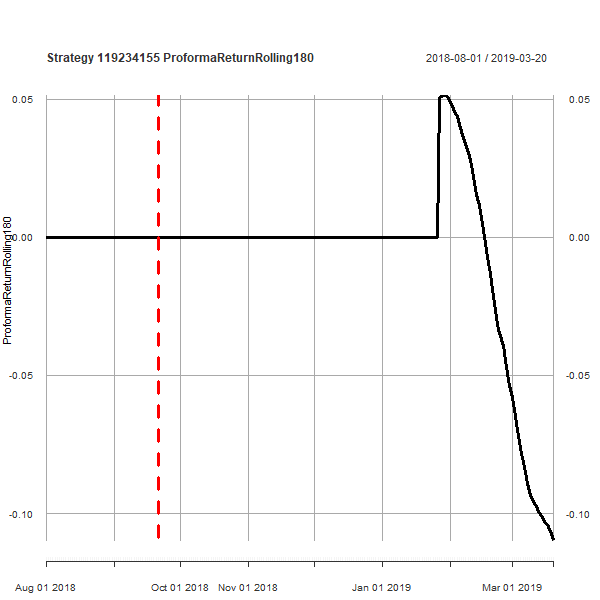 Strategy 119234155 ProformaReturnRolling180
2018-08-01 / 2019-03-20
0.05 0.05
0.00 0.00
ProformaReturnRolling180
-0.05 -0.05
-0.10 -0.10
Aug 01 2018 Oct 01 2018 Nov 01 2018 Jan 01 2019 Mar 01 2019